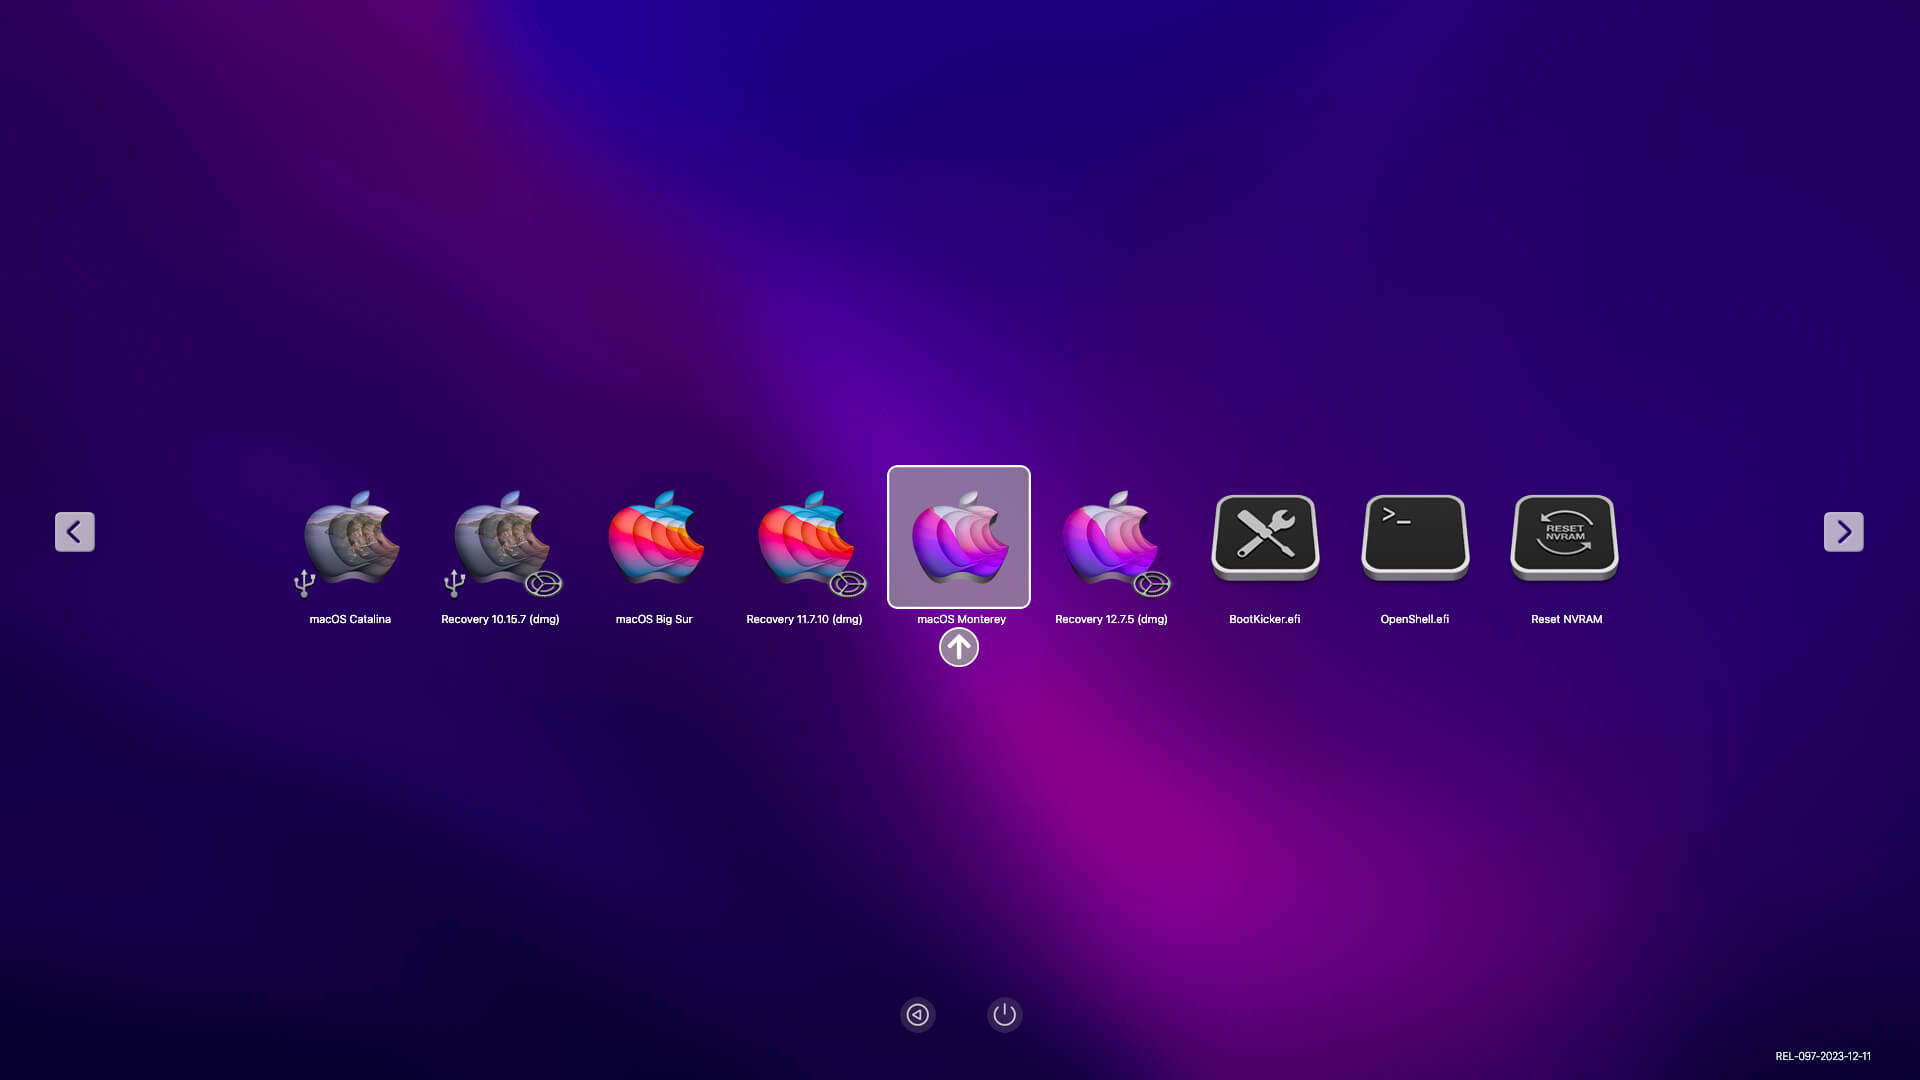 >_
RESET
NVRAM
macOS Catalina
Recovery 10.15.7 (dmg)
macOS Big Sur
Recovery 11.7.10 (dmg)
macOS Monterey
Recovery 12.7.5 (dmg)
BootKicker.efi
OpenShell.efi
Reset NVRAM
REL-097-2023-12-11